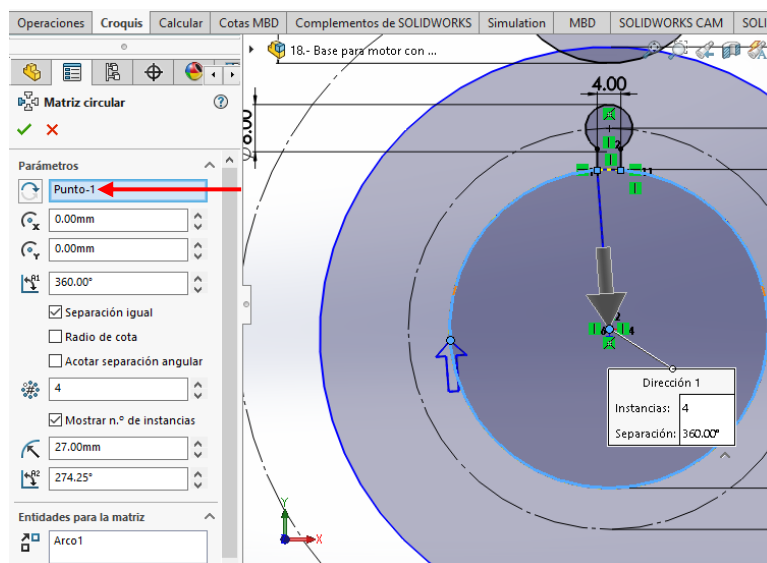 Operaciones Croquis Calcular Cotas MBD Complementos de SOLIDWORKS Simulation MBD SOLIDWORKS CAM SOLI
18.- Base para motor con ...
Matriz circular
Parámetros
Punto-1
0.00mm
0.00mm
360.00°
Separación igual
Radio de cota
Acotar separación angular
4
Mostrar n.º de instancias
27.00mm
274.25°
Entidades para la matriz
Arco1
4.00
Dirección 1
Instancias: 4
Separación: 360.00°
Y
X